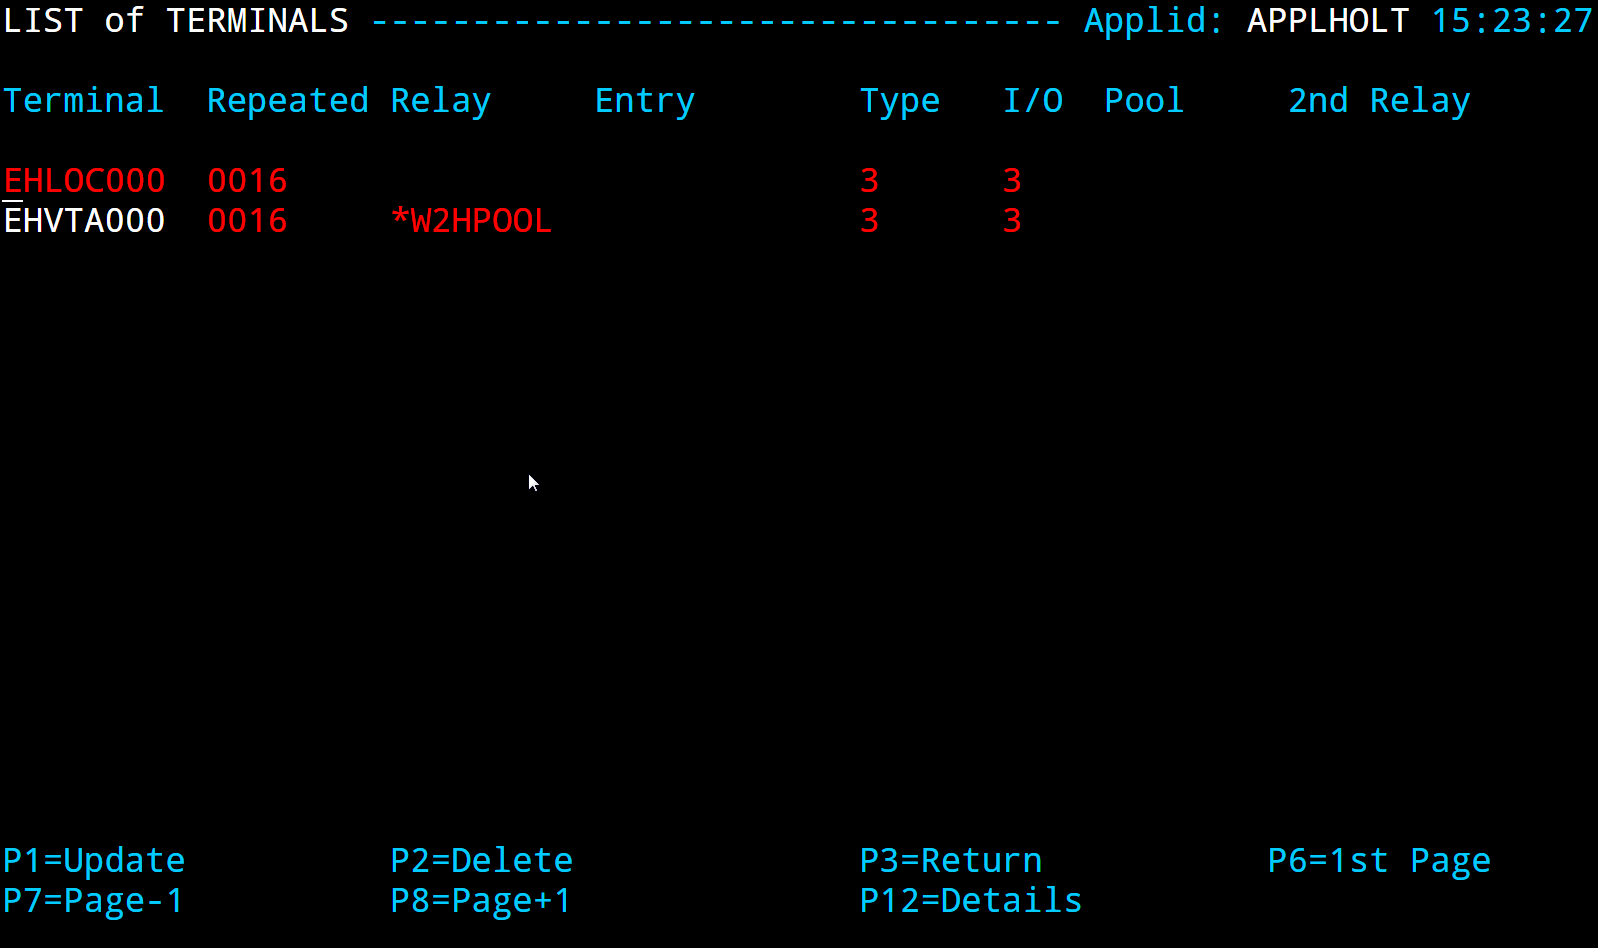 LIST of TERMINALS ---------------------------------- Applid: APPLHOLT 15:23:27
Terminal Repeated Relay Entry Type I/O Pool 2nd Relay
EHLOC000 0016 3 3
EHVTA000 0016 *W2HPOOL 3 3
P1=Update P2=Delete P3=Return P6=1st Page
P7=Page-1 P8=Page+1 P12=Details